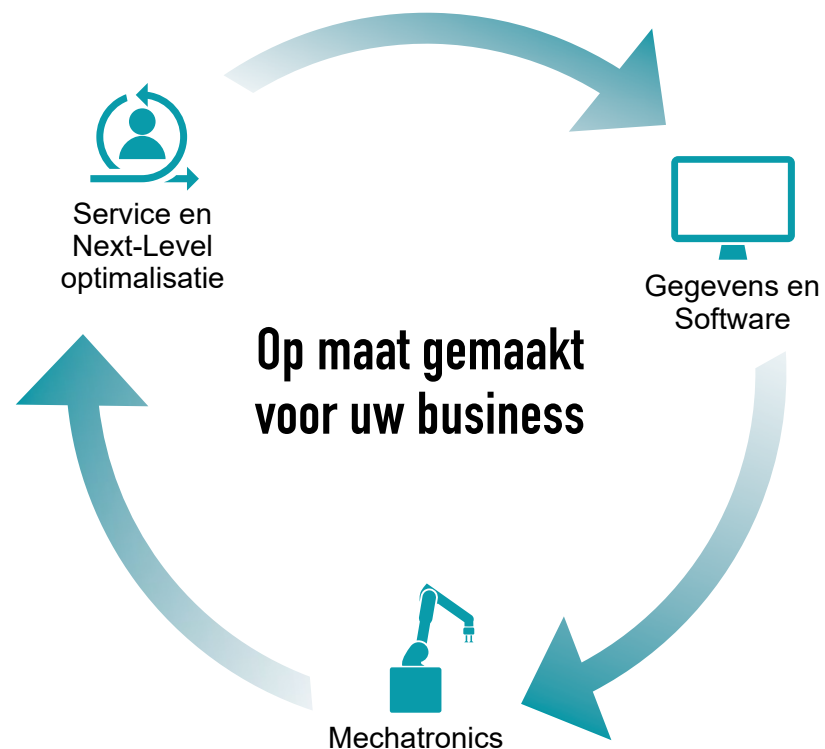 Service en
Next-Level
optimalisatie
Gegevens en
Software
Op maat gemaakt
voor uw business
Mechatronics